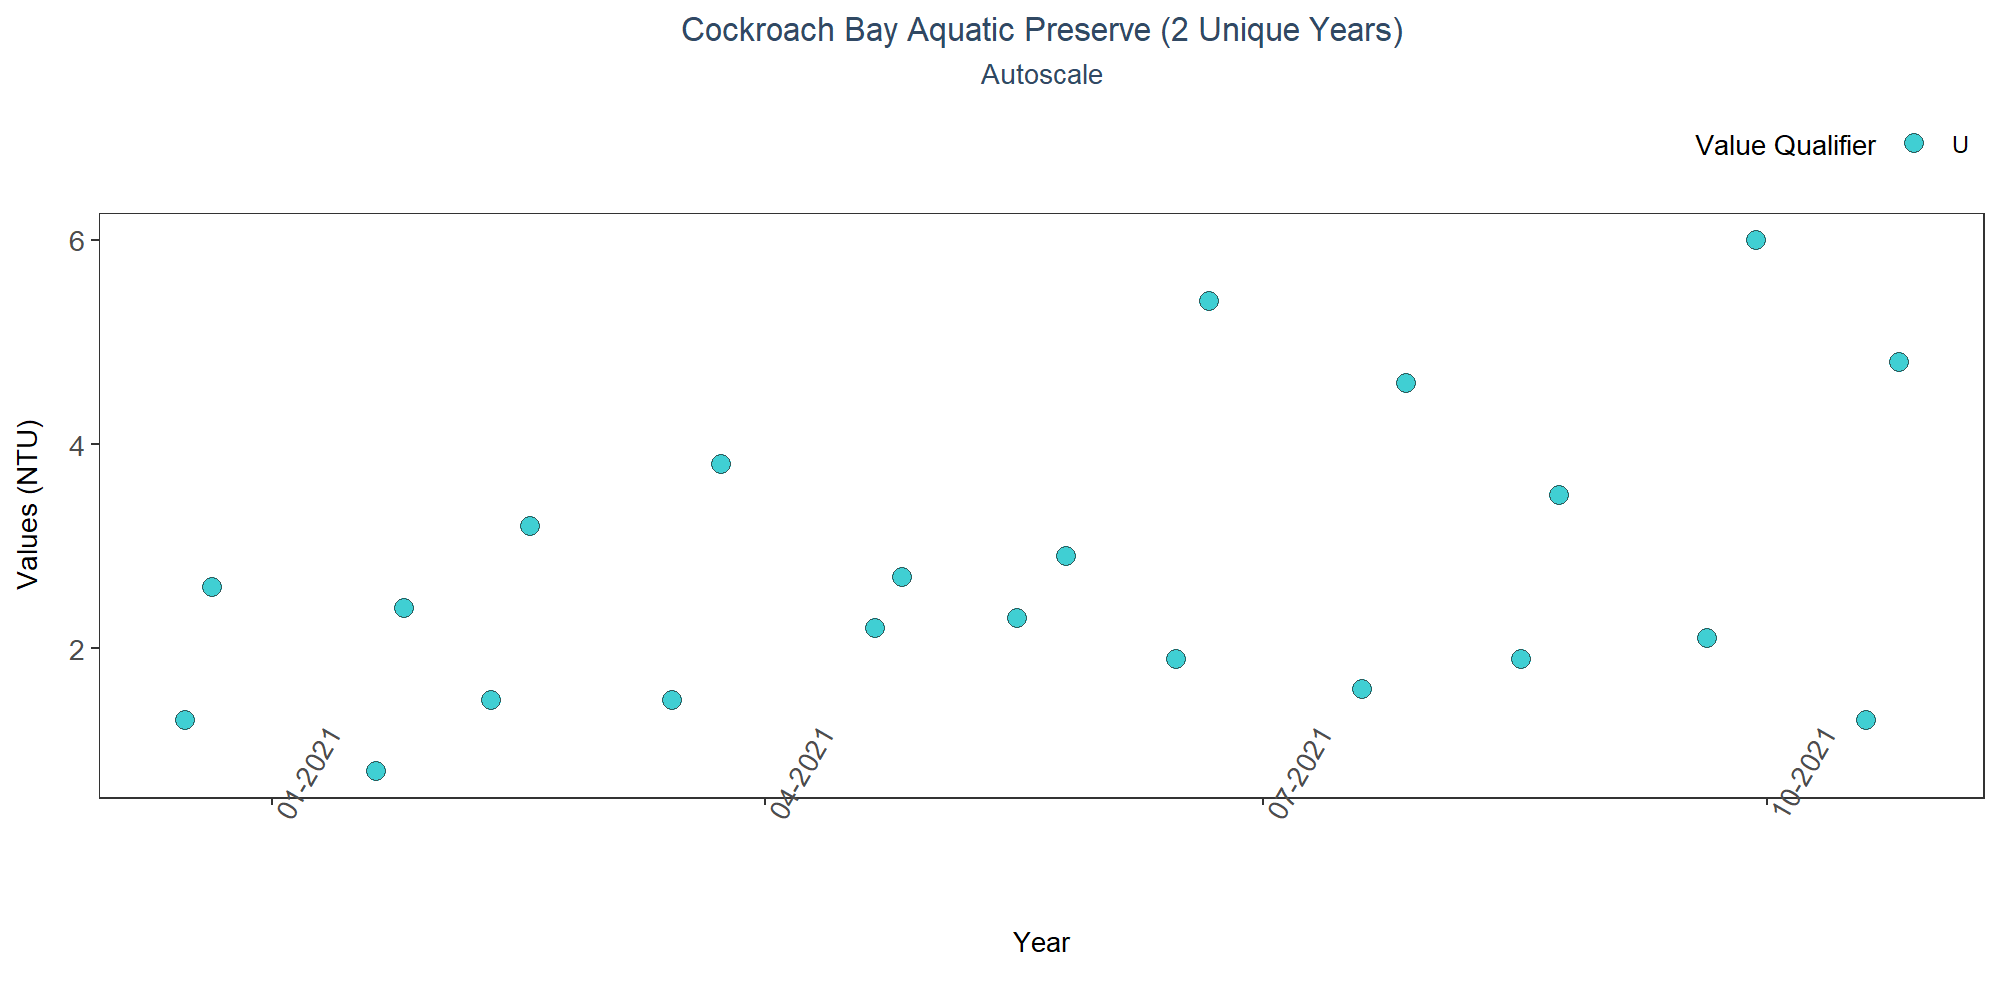 Cockroach Bay Aquatic Preserve (2 Unique Years)
Autoscale
Value Qualifier U
6
4
2
Values (NTU)
01-2021
04-2021
07-2021
10-2021
Year